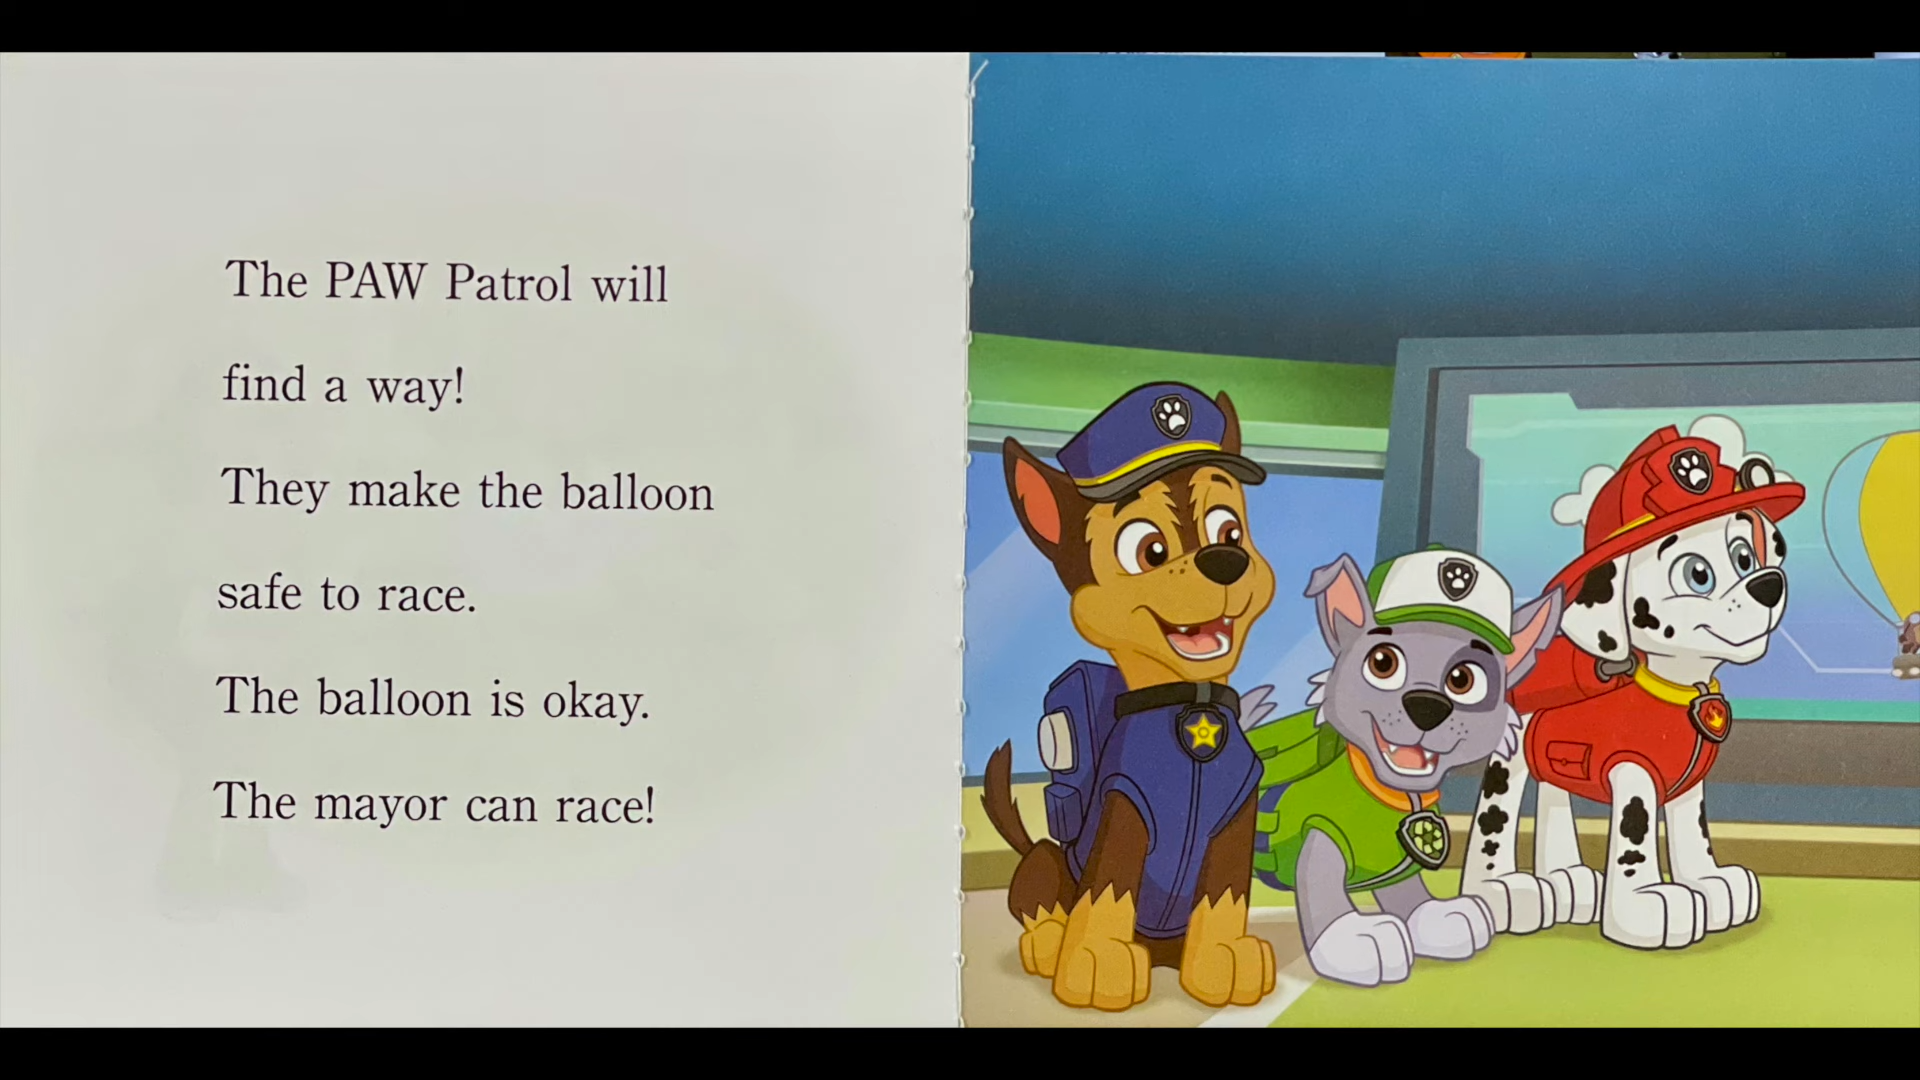 The PAW Patrol will
find a way!
They make the balloon
safe to race.
The balloon is okay.
The mayor can race!